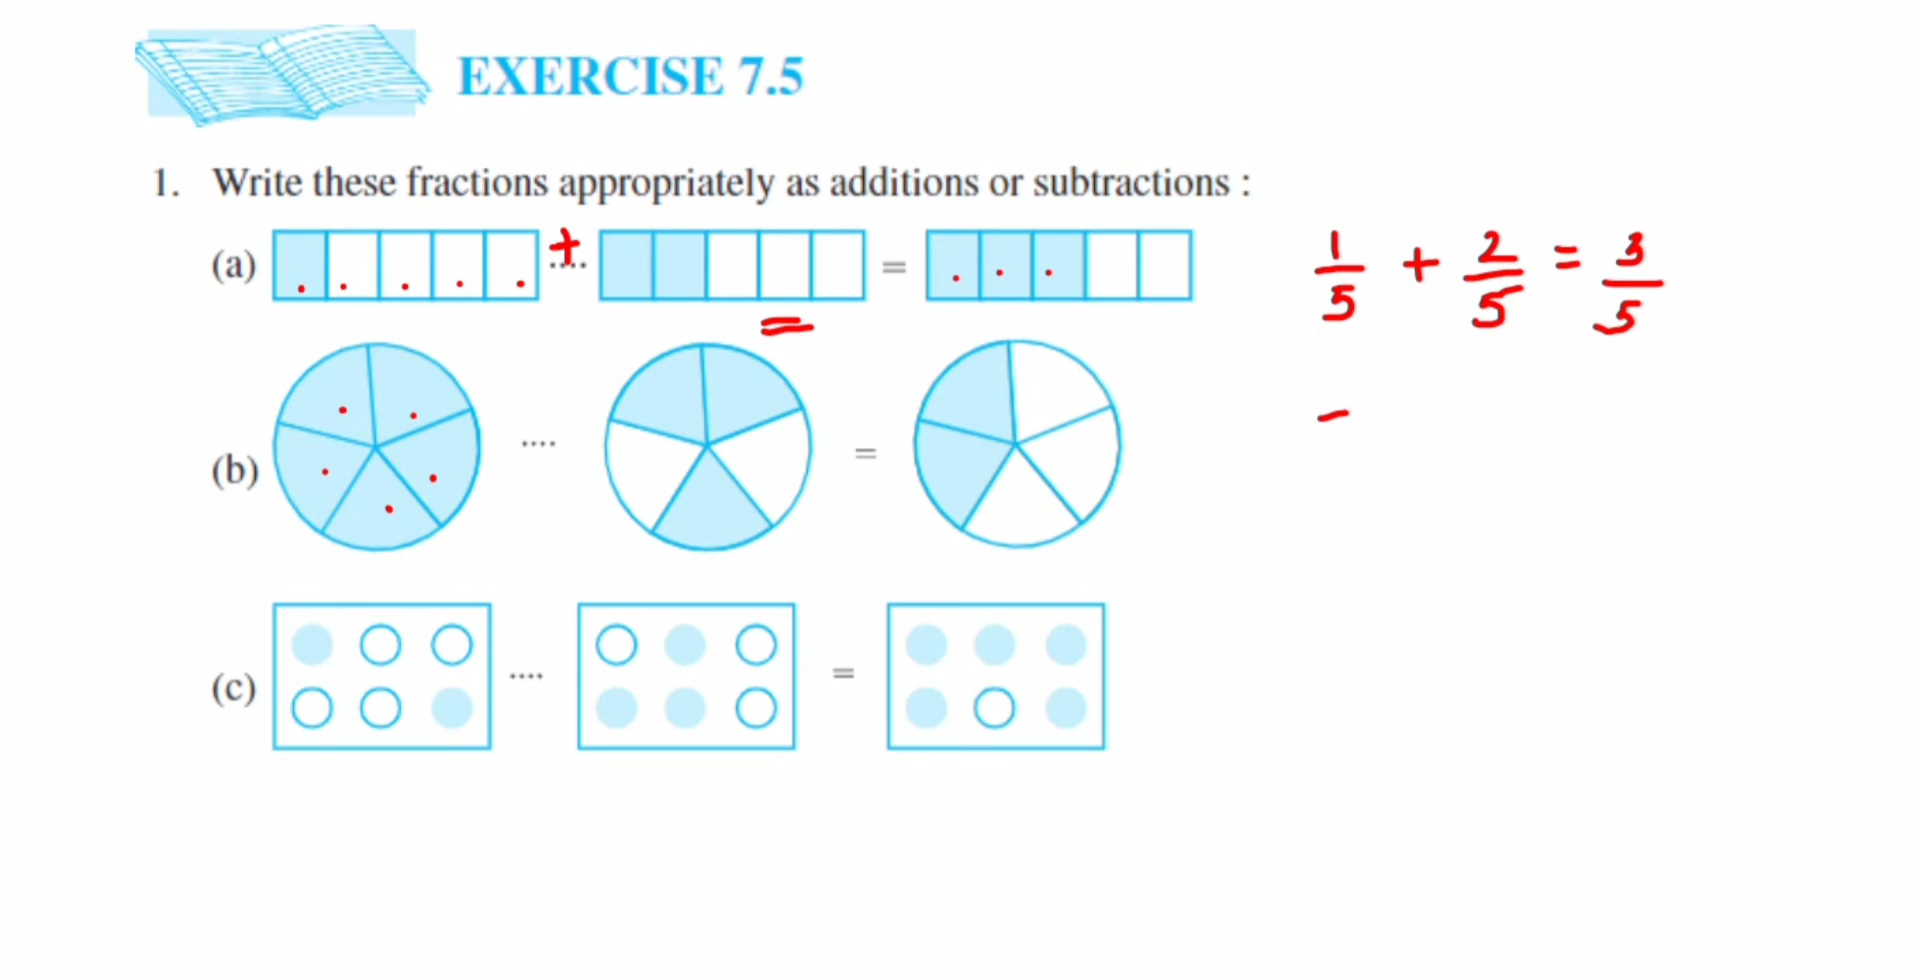 EXERCISE 7.5
1. Write these fractions appropriately as additions or subtractions :
(a) + .... = 1/5 + 2/5 = 3/5
=
(b) .... = –
(c) .... =